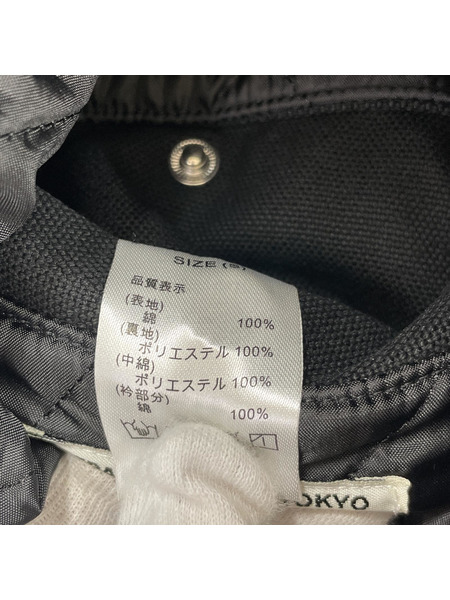 SIZE (S)
品質表示
(表地)
綿 100%
(裏地)
ポリエステル 100%
(中綿)
ポリエステル 100%
(衿部分)
綿 100%
OKYO